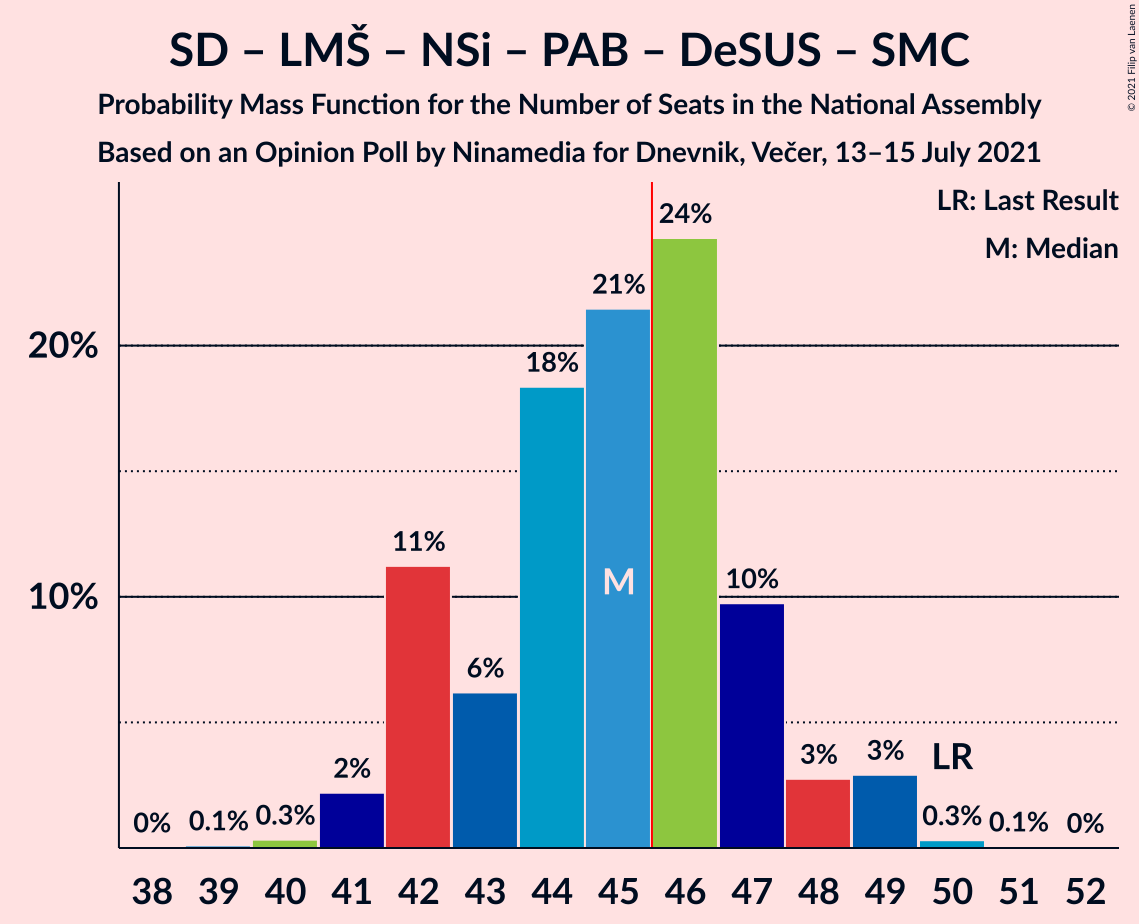 SD – LMŠ – NSi – PAB – DeSUS – SMC
Probability Mass Function for the Number of Seats in the National Assembly
Based on an Opinion Poll by Ninamedia for Dnevnik, Večer, 13–15 July 2021
© 2021 Filip van Laenen
LR: Last Result
M: Median
20%
10%
0% 0.1% 0.3% 2% 11% 6% 18% 21% 24% 10% 3% 3% 0.3% 0.1% 0%
M
LR
38 39 40 41 42 43 44 45 46 47 48 49 50 51 52